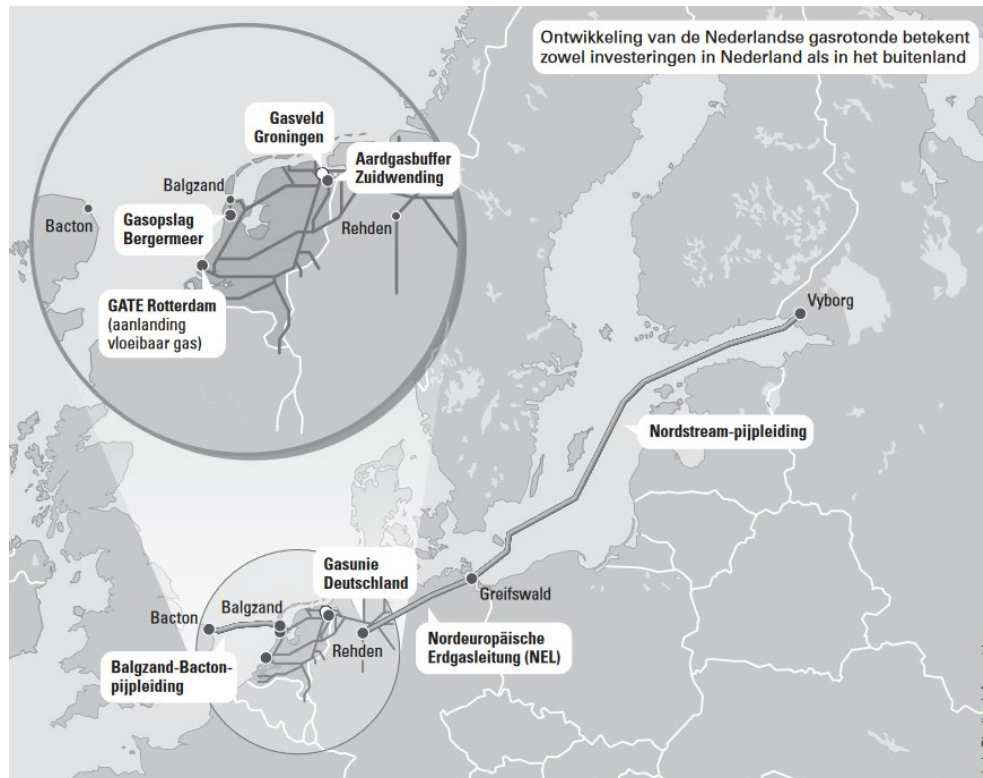 Ontwikkeling van de Nederlandse gasrotonde betekent
zowel investeringen in Nederland als in het buitenland
Gasveld
Groningen
Aardgasbuffer
Zuidwending
Balgzand
Gasopslag
Bergermeer
Bacton
Rehden
GATE Rotterdam
(aanlanding
vloeibaar gas)
Vyborg
Nordstream-pijpleiding
Gasunie
Deutschland
Greifswald
Bacton
Balgzand
Rehden
Nordeuropäische
Erdgasleitung (NEL)
Balgzand-Bacton-
pijpleiding